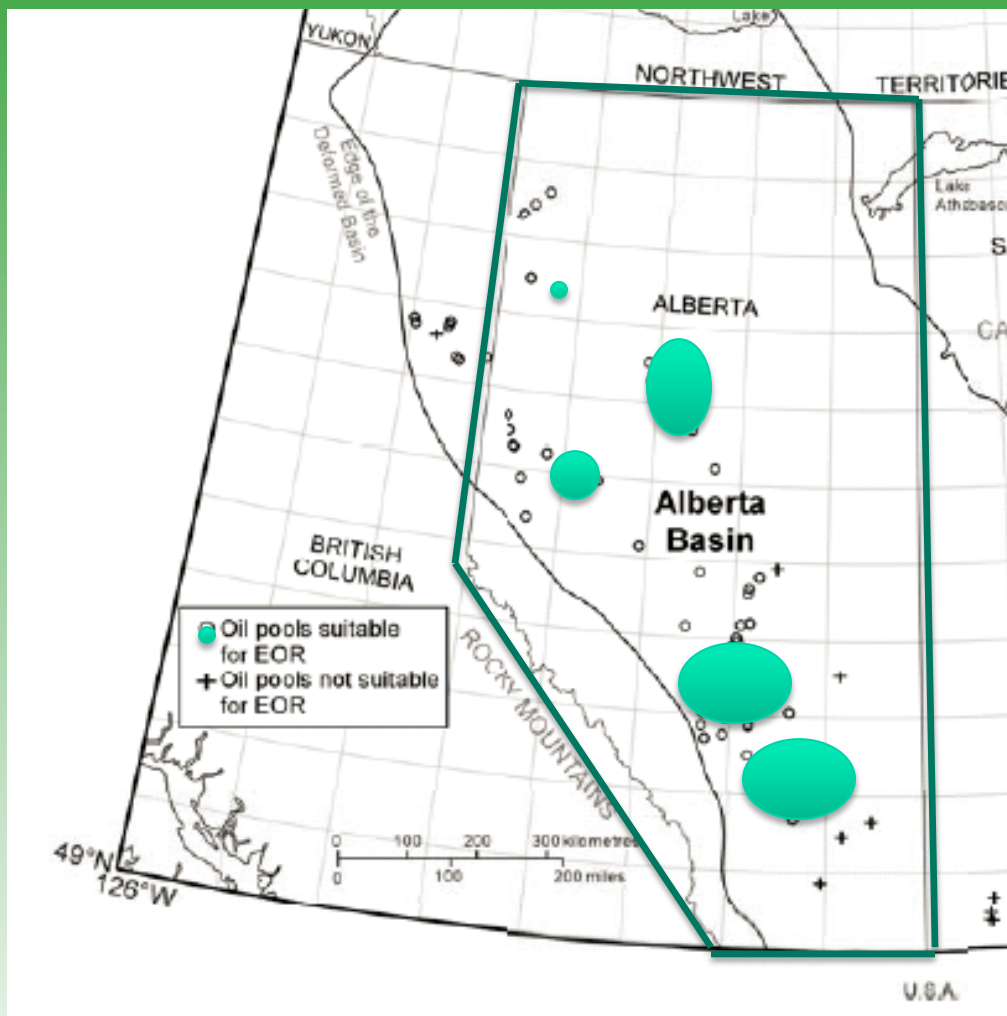 Lake
YUKON
NORTHWEST
TERRITORIE
Edge of the
Deformed Basin
Lake
Athabasc
S
ALBERTA
CA
Alberta
Basin
BRITISH
COLUMBIA
Oil pools suitable
for EOR
Oil pools not suitable
for EOR
ROCKY MOUNTAINS
0 100 200 300 kilometres
0 100 200 miles
49°N
126°W
U.S.A.